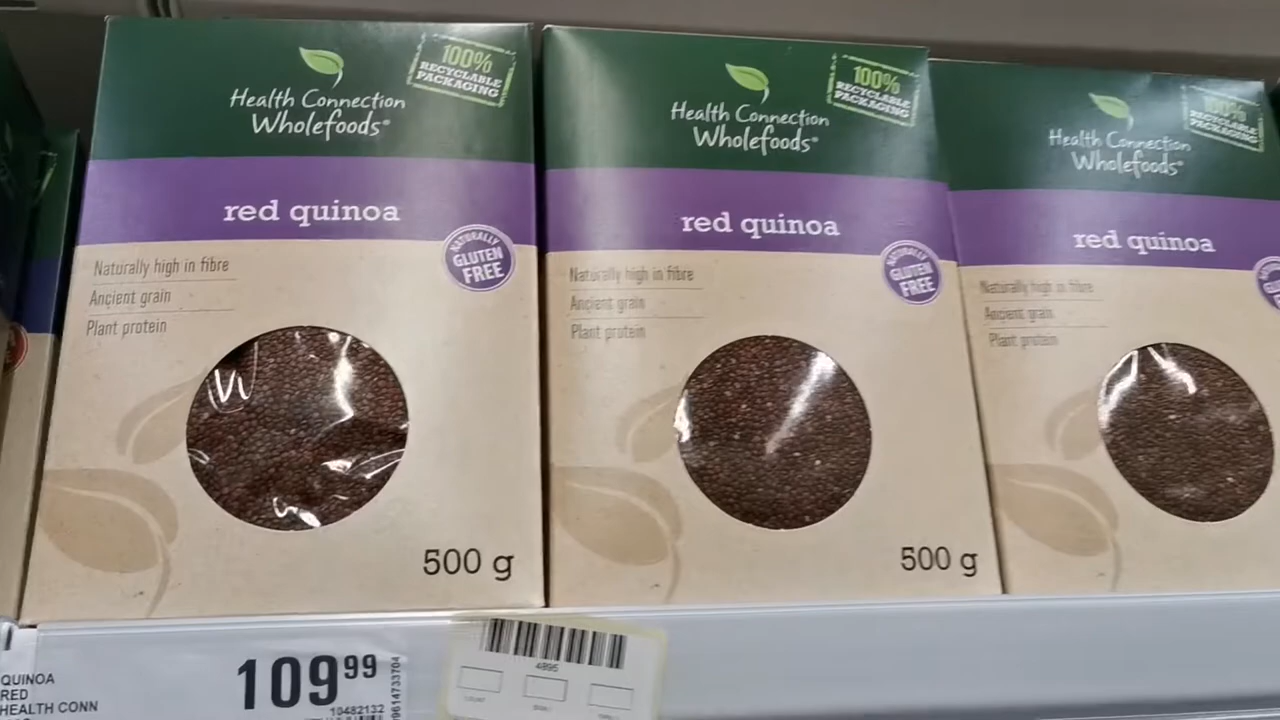 100%
RECYCLABLE
PACKAGING
Health Connection
Wholefoods®
red quinoa
NATURALLY
GLUTEN
FREE
Naturally high in fibre
Ancient grain
Plant protein
500 g
100%
RECYCLABLE
PACKAGING
Health Connection
Wholefoods®
red quinoa
NATURALLY
GLUTEN
FREE
Naturally high in fibre
Ancient grain
Plant protein
500 g
100%
RECYCLABLE
PACKAGING
Health Connection
Wholefoods®
red quinoa
Naturally high in fibre
Ancient grain
Plant protein
QUINOA
RED
HEALTH CONN
109 99
10482132
4895